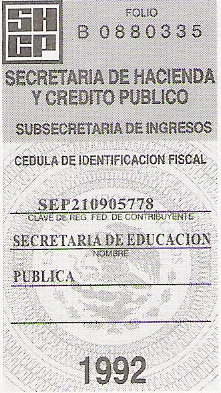 SHCP
FOLIO
B 0880335
SECRETARIA DE HACIENDA
Y CREDITO PUBLICO
SUBSECRETARIA DE INGRESOS
CEDULA DE IDENTIFICACION FISCAL
SEP210905778
CLAVE DE REG. FED. DE CONTRIBUYENTE
SECRETARIA DE EDUCACION
NOMBRE
PUBLICA
1992